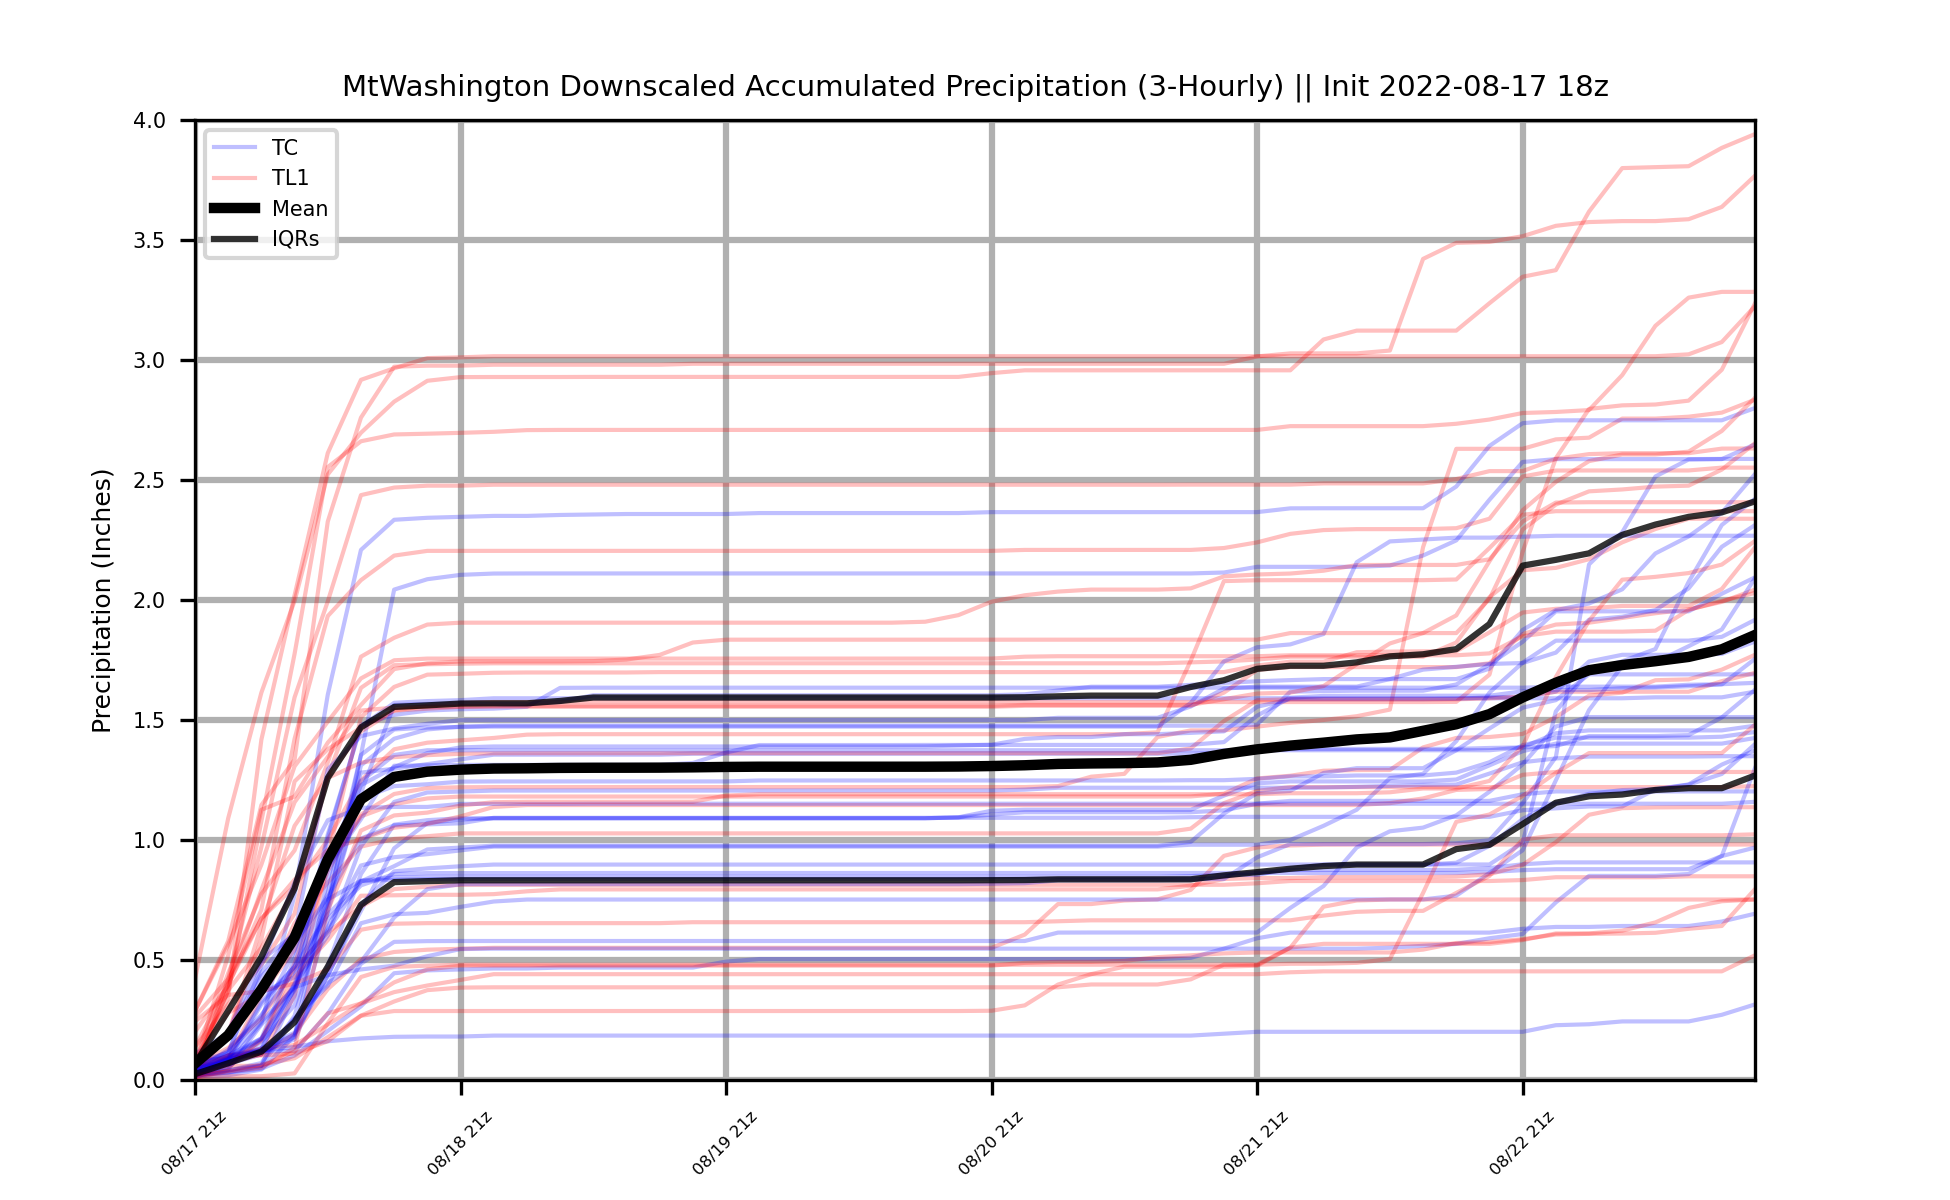 MtWashington Downscaled Accumulated Precipitation (3-Hourly) || Init 2022-08-17 18z
Precipitation (Inches)
4.0
3.5
3.0
2.5
2.0
1.5
1.0
0.5
0.0
TC
TL1
Mean
IQRs
08/17 21z
08/18 21z
08/19 21z
08/20 21z
08/21 21z
08/22 21z